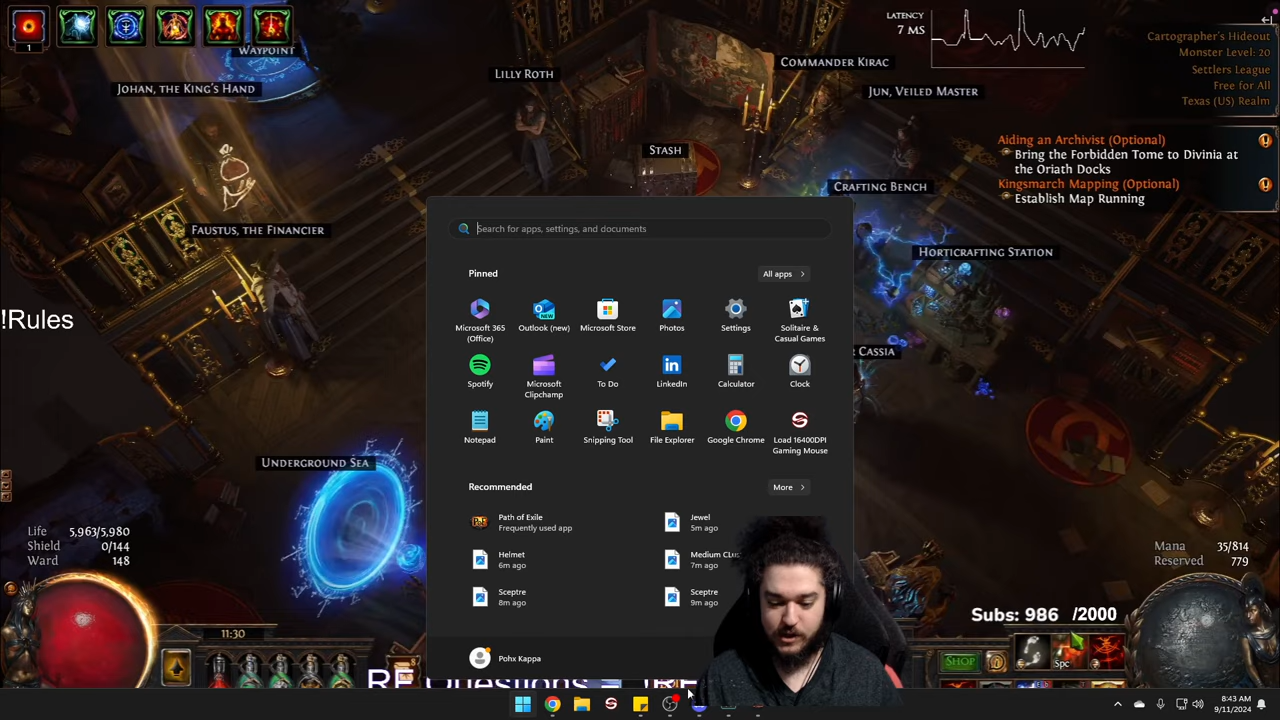 1
WAYPOINT
JOHAN, THE KING'S HAND
LILLY ROTH
COMMANDER KIRAC
JUN, VEILED MASTER
LATENCY
7 MS
Cartographer's Hideout
Monster Level: 20
Settlers League
Free for All
Texas (US) Realm
Aiding an Archivist (Optional)
Bring the Forbidden Tome to Divinia at
the Oriath Docks
Kingsmarch Mapping (Optional)
Establish Map Running
STASH
CRAFTING BENCH
FAUSTUS, THE FINANCIER
HORTICRAFTING STATION
CASSIA
!Rules
UNDERGROUND SEA
Search for apps, settings, and documents
Pinned
All apps
Microsoft 365
(Office)
Outlook (new)
Microsoft Store
Photos
Settings
Solitaire &
Casual Games
Spotify
Microsoft
Clipchamp
To Do
LinkedIn
Calculator
Clock
Notepad
Paint
Snipping Tool
File Explorer
Google Chrome
Load 16400DPI
Gaming Mouse
Recommended
More
Path of Exile
Frequently used app
Jewel
5m ago
Helmet
6m ago
Medium CLus
7m ago
Sceptre
8m ago
Sceptre
9m ago
Pohx Kappa
Life 5,963/5,980
Shield 0/144
Ward 148
11:30
Mana 35/814
Reserved 779
Subs: 986 /2000
SHOP
Spc
RF Questions = !RF
8:43 AM
9/11/2024